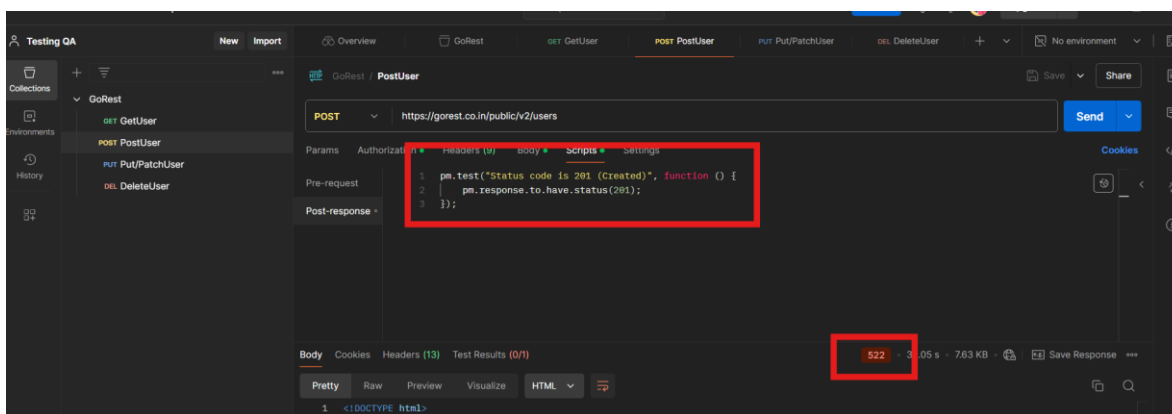 Testing QA
New
Import
Overview
GoRest
GET GetUser
POST PostUser
PUT Put/PatchUser
DEL DeleteUser
No environment
Collections
GoRest
GET GetUser
POST PostUser
PUT Put/PatchUser
DEL DeleteUser
Environments
History
GoRest / PostUser
Save
Share
POST
https://gorest.co.in/public/v2/users
Send
Params
Authorization
Headers (9)
Body
Scripts
Settings
Cookies
Pre-request
Post-response
1 pm.test("Status code is 201 (Created)", function () {
2 pm.response.to.have.status(201);
3 });
Body
Cookies
Headers (13)
Test Results (0/1)
522
7.63 KB
Save Response
Pretty
Raw
Preview
Visualize
HTML
1 <!DOCTYPE html>